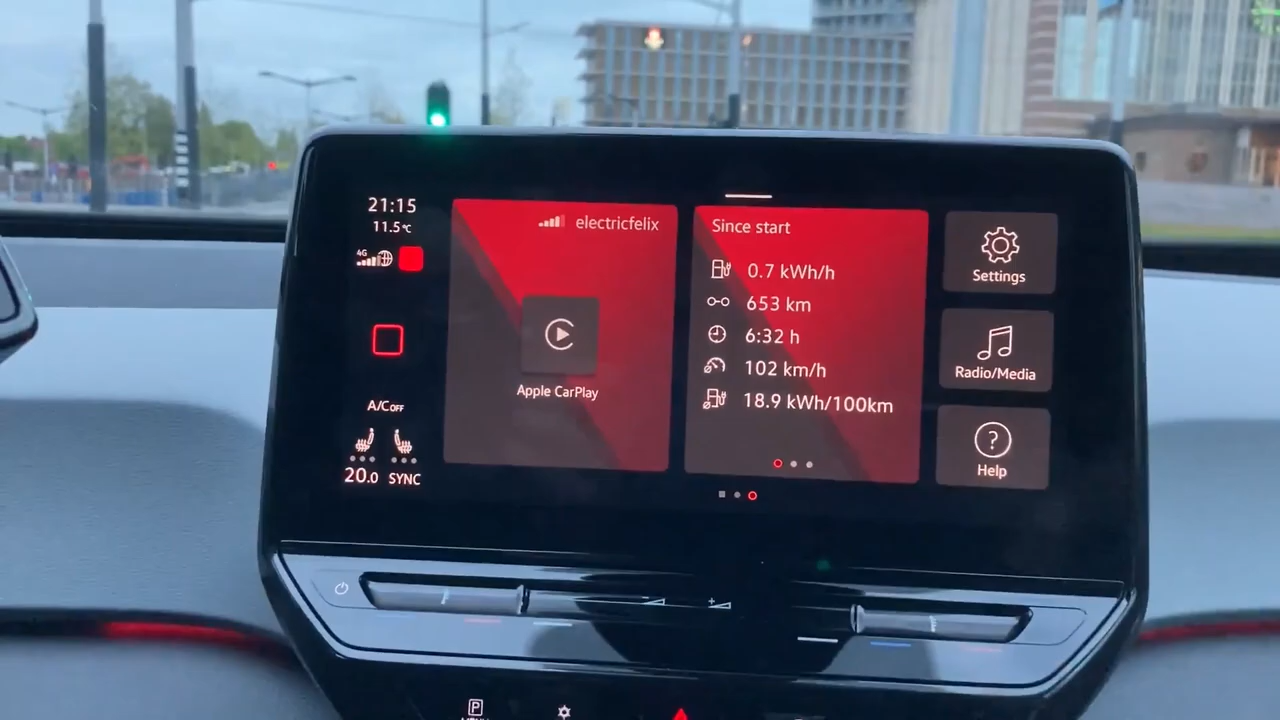 21:15
11.5°C
4G
A/C OFF
20.0 SYNC
electricfelix
Apple CarPlay
Since start
0.7 kWh/h
653 km
6:32 h
102 km/h
18.9 kWh/100km
Settings
Radio/Media
Help
P
MENU